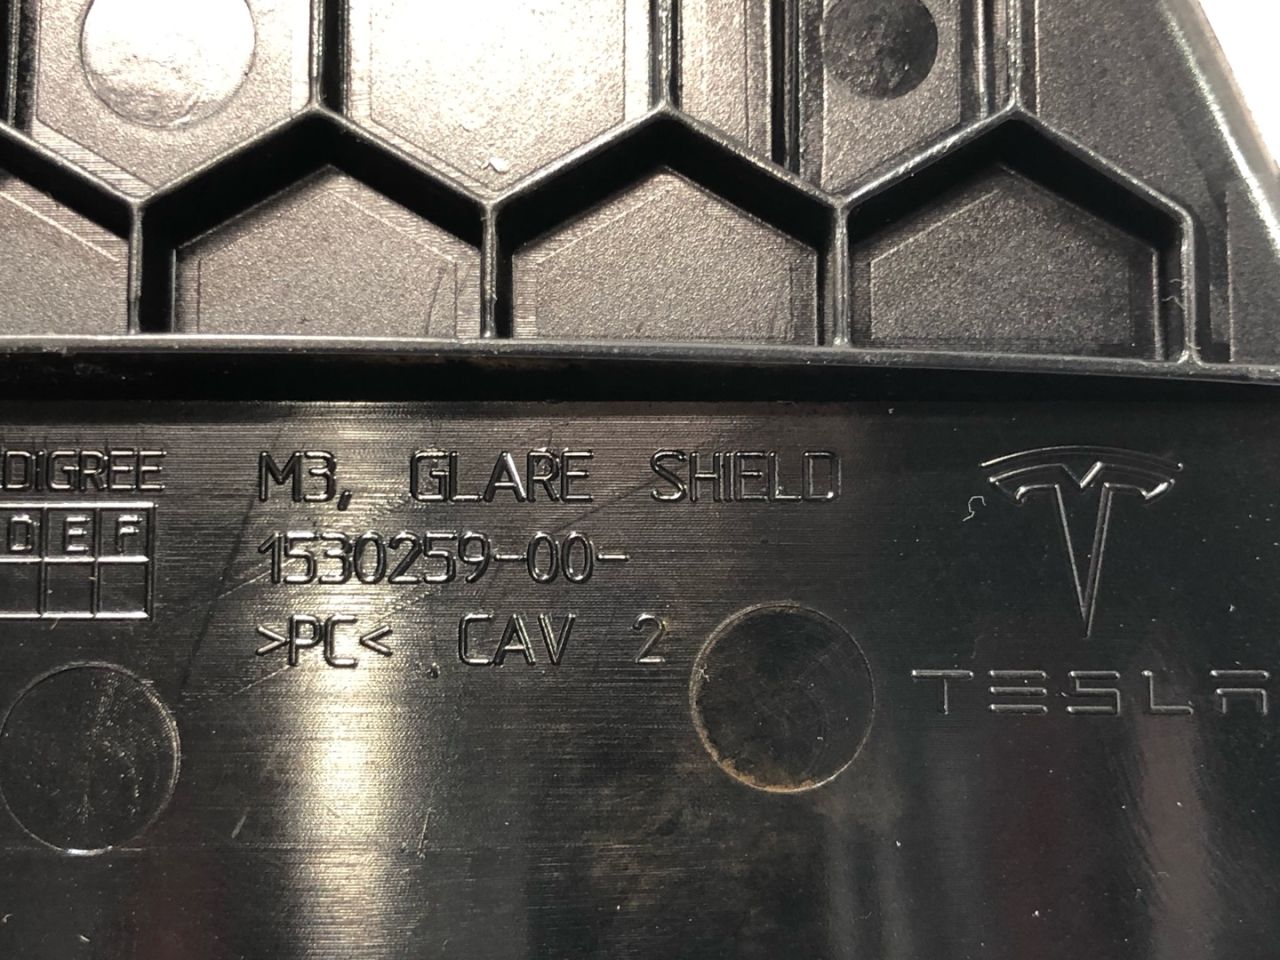 DIGREE
D E F
M3, GLARE SHIELD
1530259-00-
>PC< CAV 2
TESLA